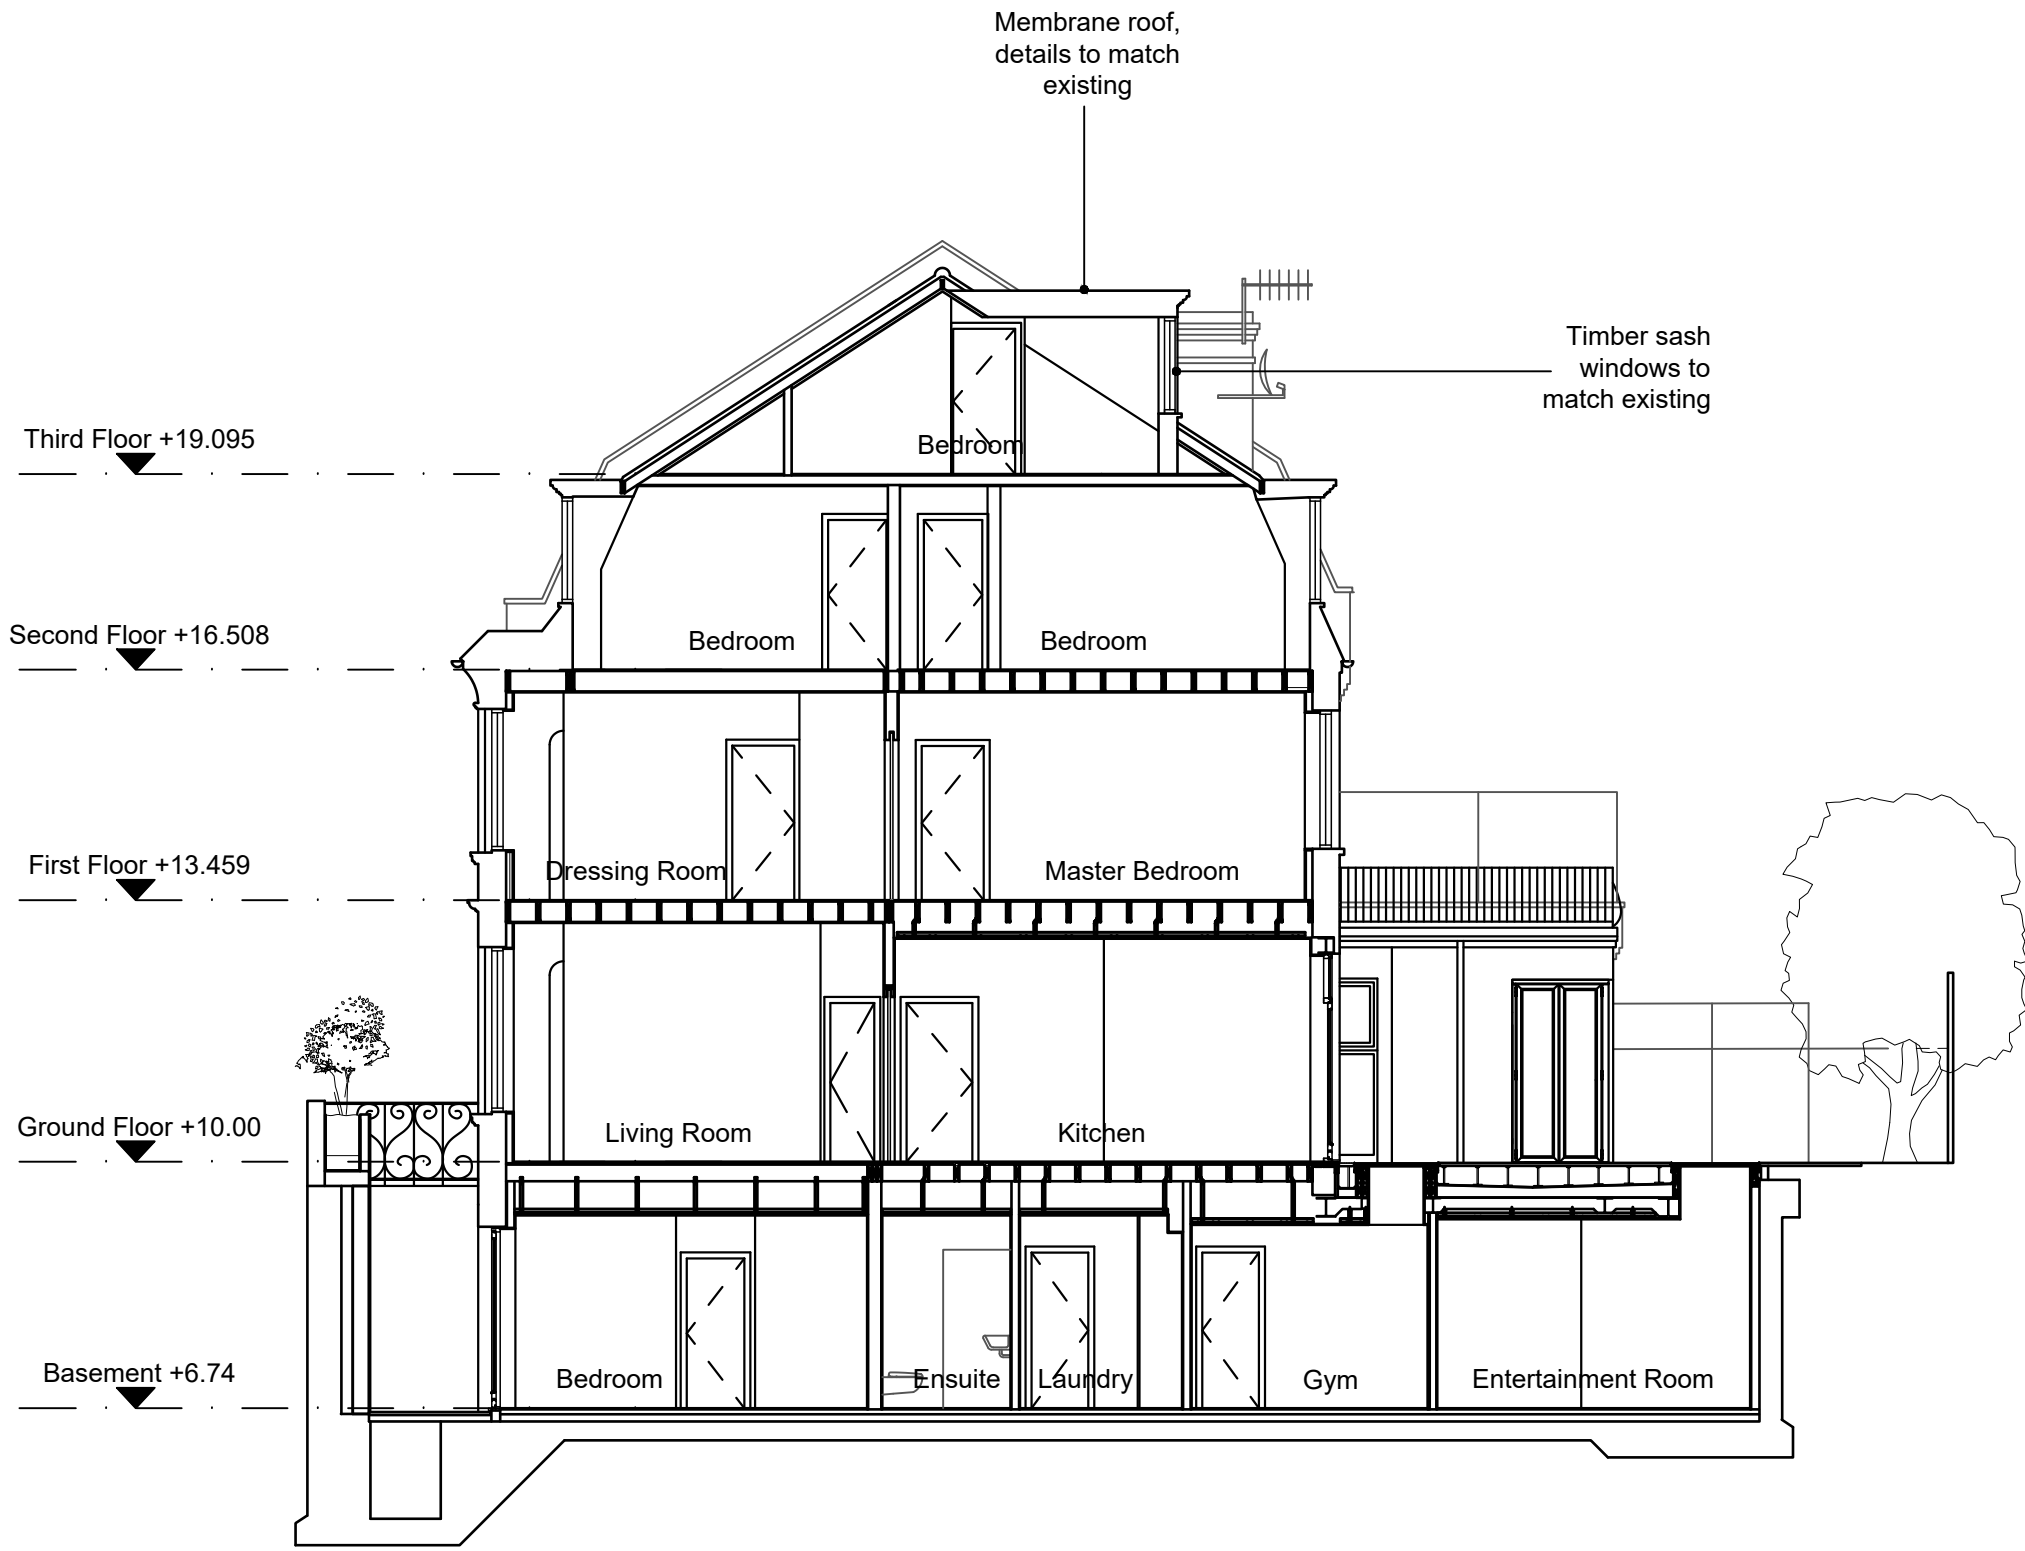 Membrane roof,
details to match
existing
Timber sash
windows to
match existing
Third Floor +19.095
Bedroom
Second Floor +16.508
Bedroom
Bedroom
First Floor +13.459
Dressing Room
Master Bedroom
Ground Floor +10.00
Living Room
Kitchen
Basement +6.74
Bedroom
Ensuite
Laundry
Gym
Entertainment Room